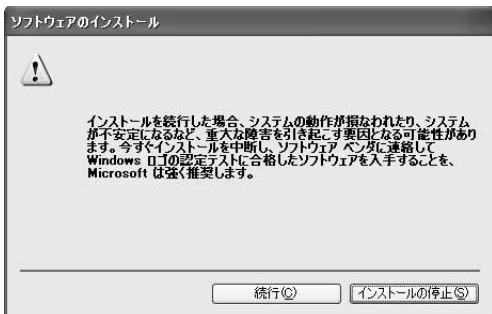 ソフトウェアのインストール
インストールを続行した場合、システムの動作が損なわれたり、システム
が不安定になるなど、重大な障害を引き起こす要因となる可能性があり
ます。今すぐインストールを中断し、ソフトウェア ベンダに連絡して
Windows ロゴの認定テストに合格したソフトウェアを入手することを、
Microsoft は強く推奨します。
続行(C)
インストールの停止(S)